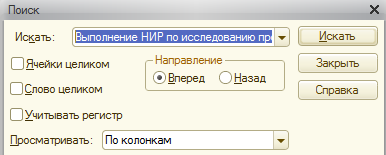 Поиск
Искать: Выполнение НИР по исследованию
Искать
Ячейки целиком
Направление
Вперед Назад
Закрыть
Слово целиком
Справка
Учитывать регистр
Просматривать: По колонкам